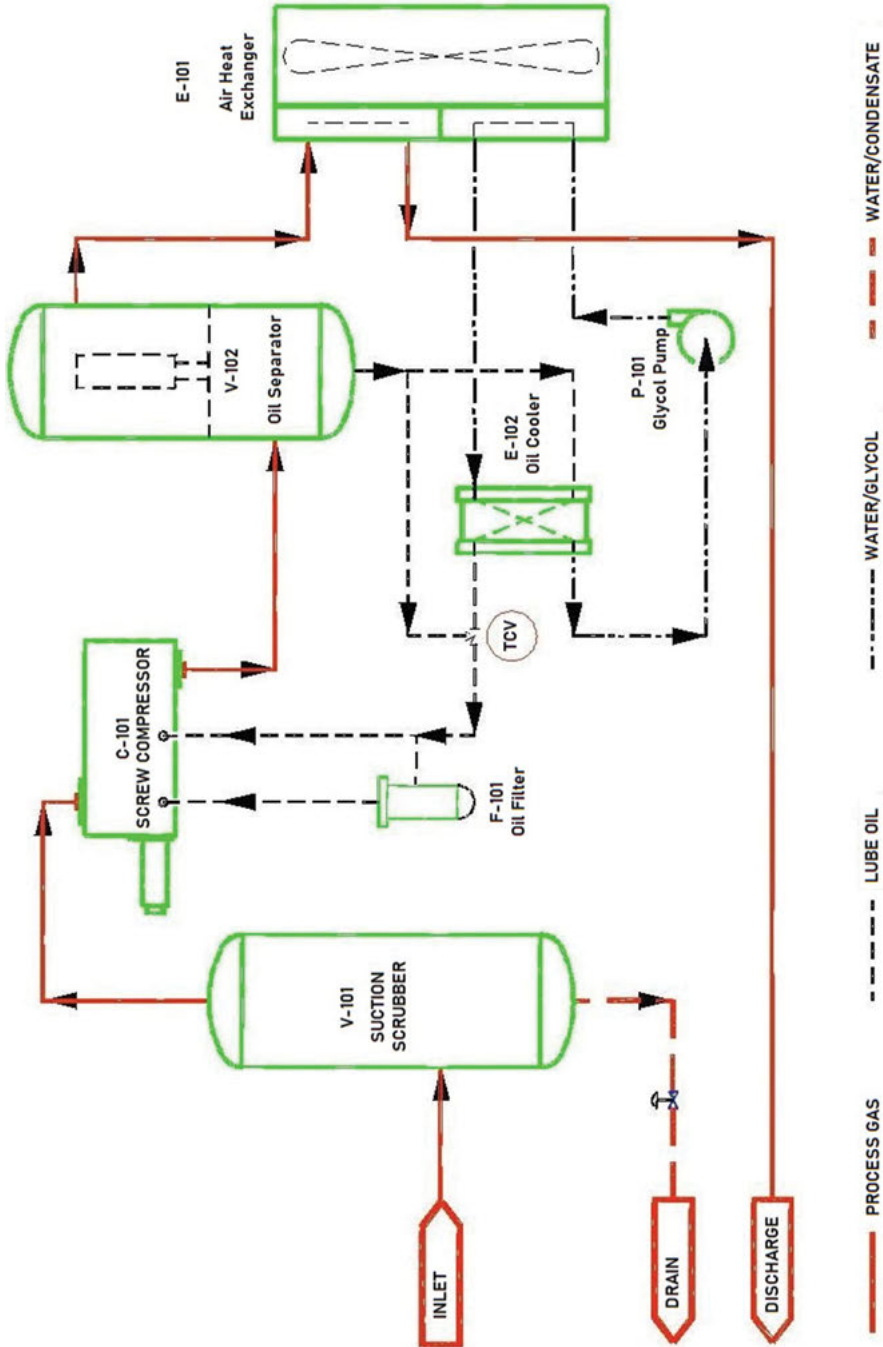 E-101
Air Heat
Exchanger
V-102
Oil Separator
C-101
SCREW COMPRESSOR
E-102
Oil Cooler
P-101
Glycol Pump
TCV
F-101
Oil Filter
V-101
SUCTION
SCRUBBER
INLET
DRAIN
DISCHARGE
PROCESS GAS
LUBE OIL
WATER/GLYCOL
WATER/CONDENSATE